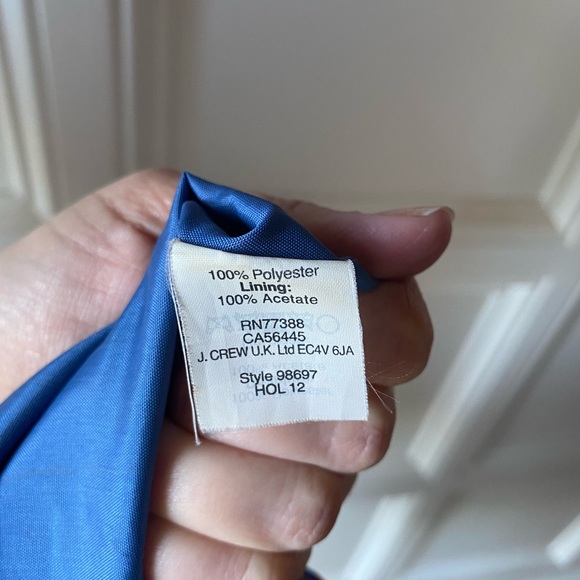 100% Polyester
Lining:
100% Acetate
RN77388
CA56445
J. CREW U.K. Ltd EC4V 6JA
Style 98697
HOL 12